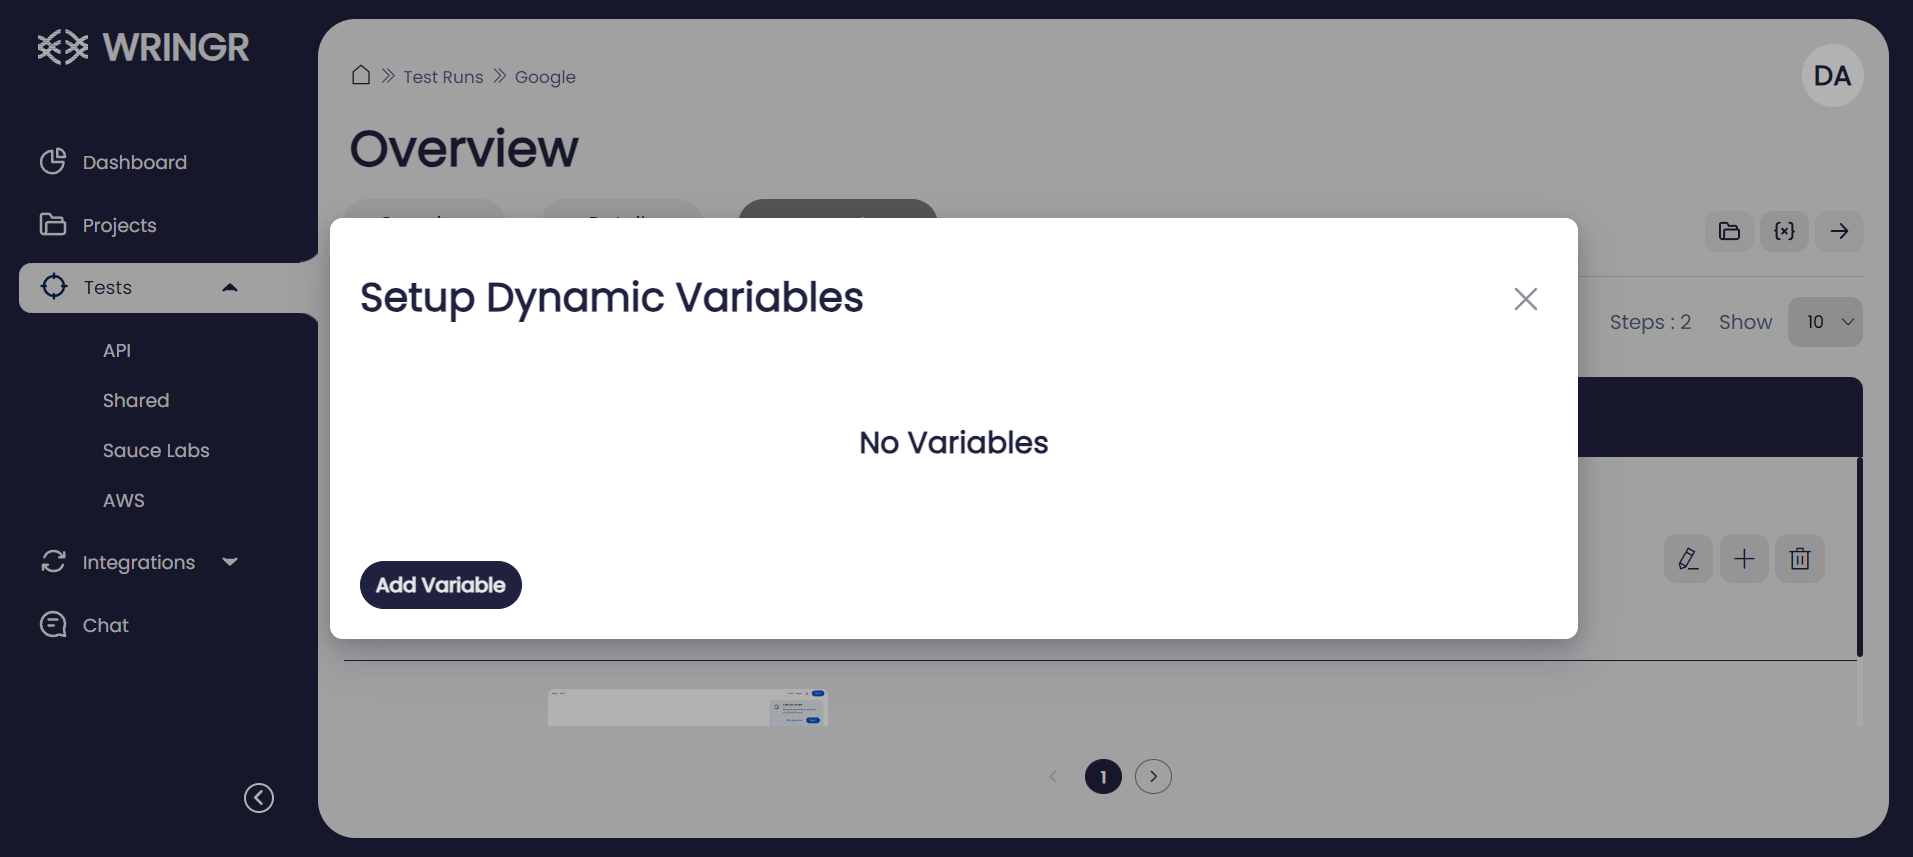 WRINGR
Dashboard
Projects
Tests
API
Shared
Sauce Labs
AWS
Integrations
Chat
Test Runs
Google
DA
Overview
Steps : 2
Show
10
Setup Dynamic Variables
No Variables
Add Variable
1